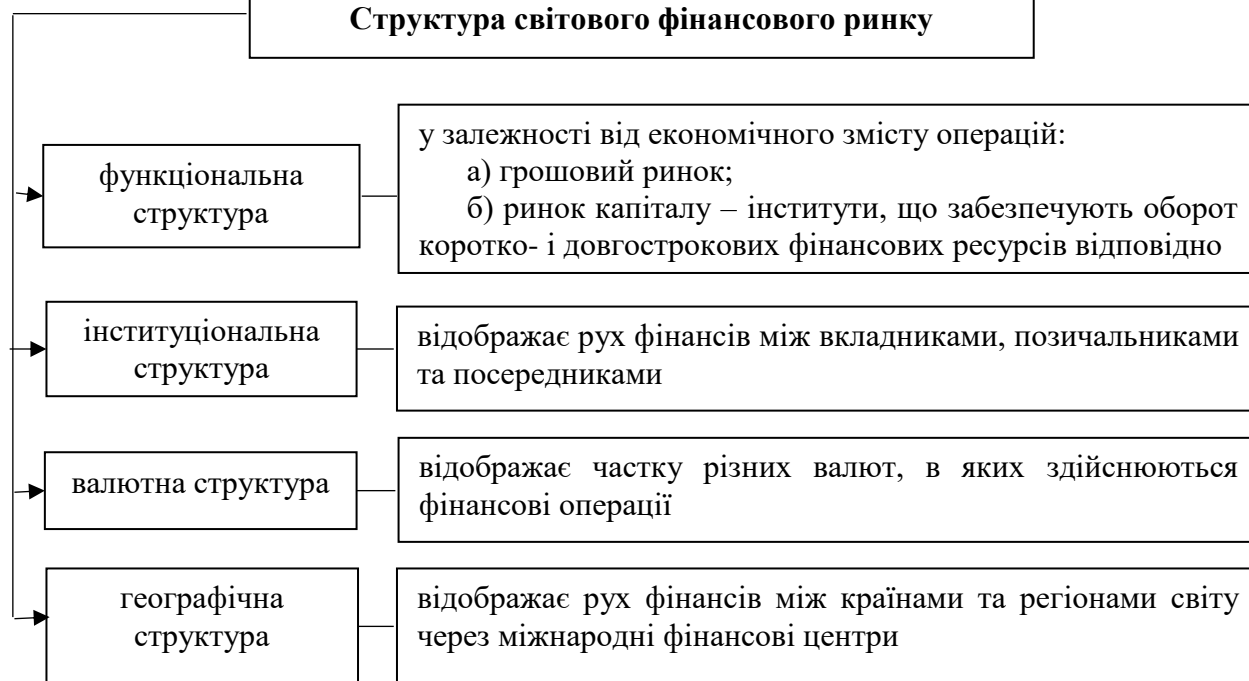 Структура світового фінансового ринку
функціональна
структура
у залежності від економічного змісту операцій:
а) грошовий ринок;
б) ринок капіталу – інститути, що забезпечують оборот
коротко- і довгострокових фінансових ресурсів відповідно
інституціональна
структура
відображає рух фінансів між вкладниками, позичальниками
та посередниками
валютна структура
відображає частку різних валют, в яких здійснюються
фінансові операції
географічна
структура
відображає рух фінансів між країнами та регіонами світу
через міжнародні фінансові центри